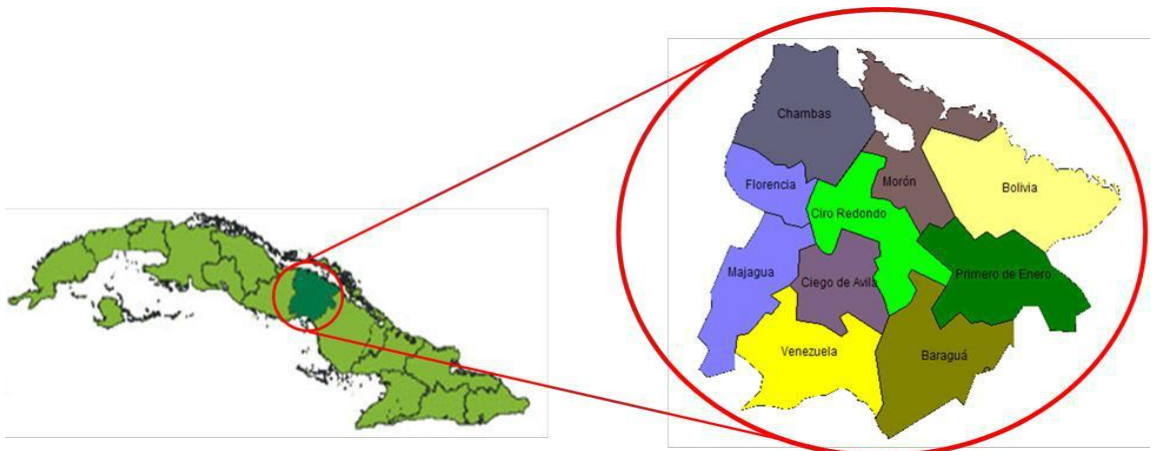 Chambas
Florencia
Morón
Bolivia
Ciro Redondo
Majagua
Ciego de Avila
Primero de Enero
Venezuela
Baraguá